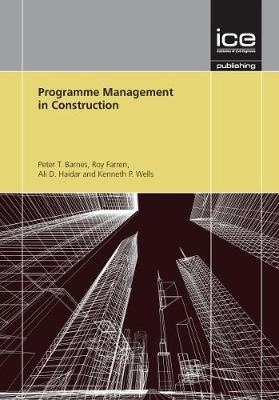 ice
Institution of Civil Engineers
publishing
Programme Management
in Construction
Peter T. Barnes, Roy Farren,
Ali D. Haidar and Kenneth P. Wells